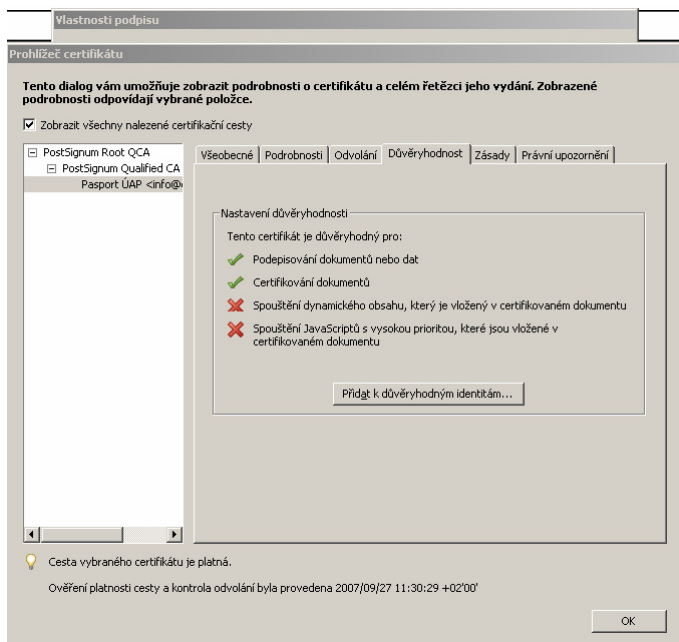 Vlastnosti podpisu
Prohlížeč certifikátu
Tento dialog vám umožňuje zobrazit podrobnosti o certifikátu a celém řetězci jeho vydání. Zobrazené
podrobnosti odpovídají vybrané položce.
Zobrazit všechny nalezené certifikační cesty
PostSignum Root QCA
PostSignum Qualified CA
Pasport ÚAP <info@
Všeobecné
Podrobnosti
Odvolání
Důvěryhodnost
Zásady
Právní upozornění
Nastavení důvěryhodnosti
Tento certifikát je důvěryhodný pro:
Podepisování dokumentů nebo dat
Certifikování dokumentů
Spouštění dynamického obsahu, který je vložený v certifikovaném dokumentu
Spouštění JavaScriptů s vysokou prioritou, které jsou vložené v
certifikovaném dokumentu
Přidat k důvěryhodným identitám...
Cesta vybraného certifikátu je platná.
Ověření platnosti cesty a kontrola odvolání byla provedena 2007/09/27 11:30:29 +02'00'
OK